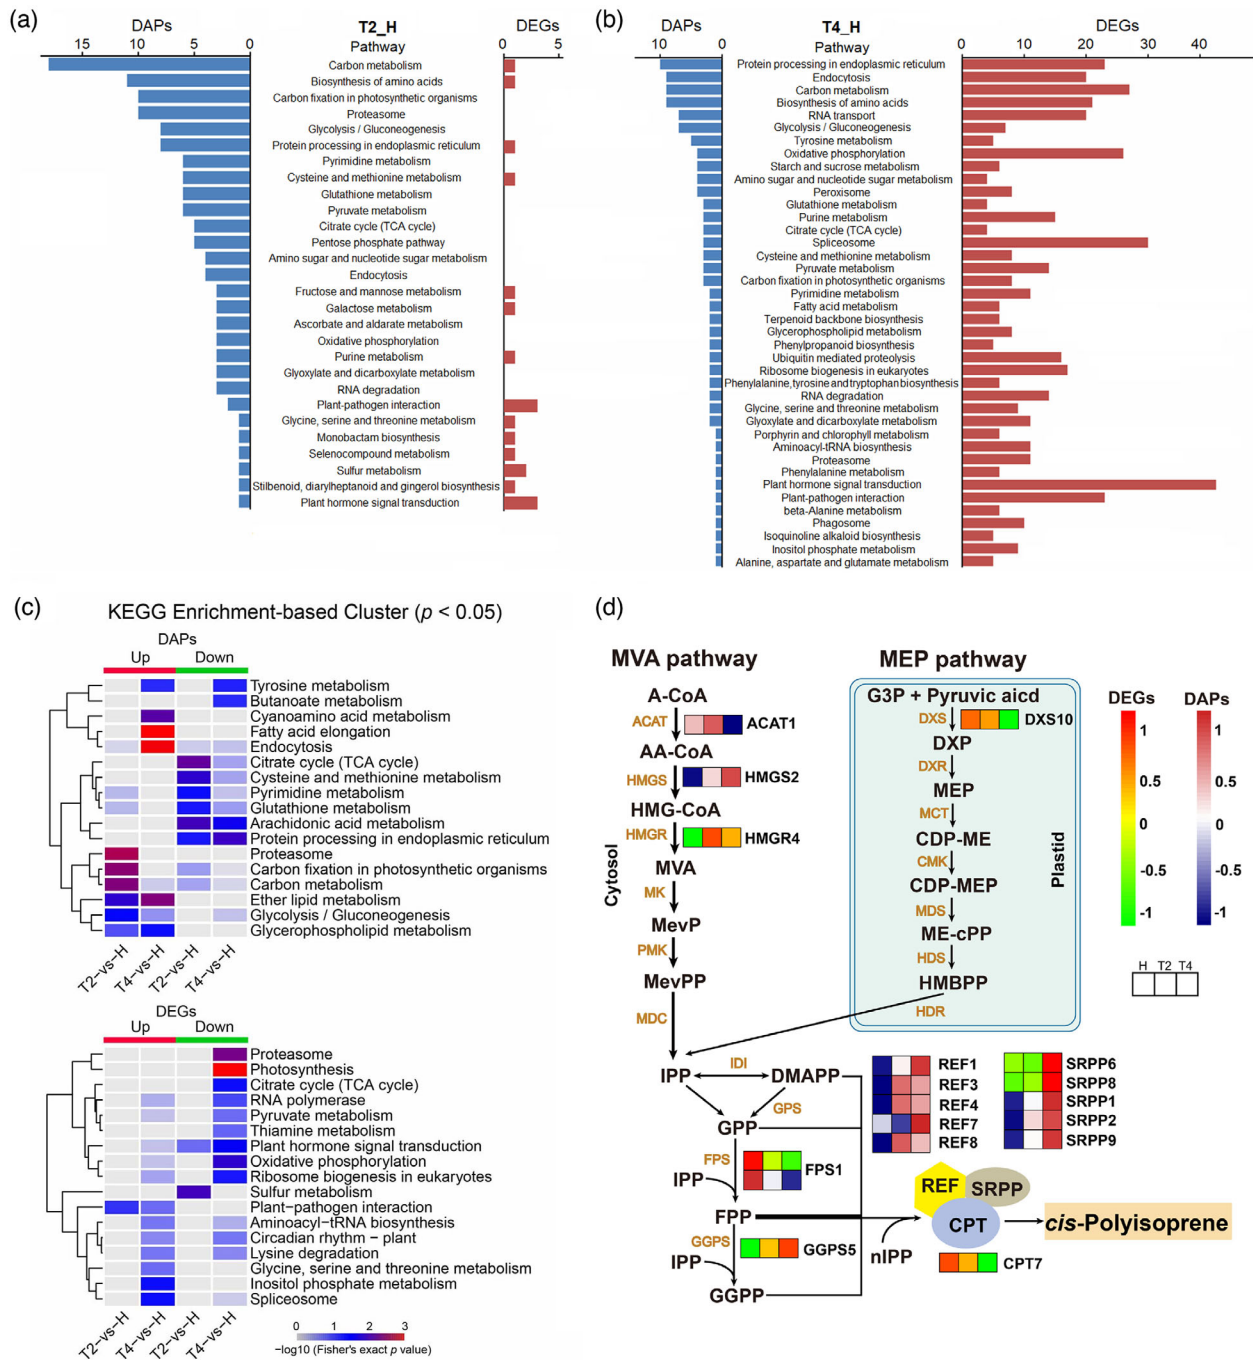 (a)
DAPs
T2_H
DEGs
15 10 5 0
Pathway
0 5
Carbon metabolism
Biosynthesis of amino acids
Carbon fixation in photosynthetic organisms
Proteasome
Glycolysis / Gluconeogenesis
Protein processing in endoplasmic reticulum
Pyrimidine metabolism
Cysteine and methionine metabolism
Glutathione metabolism
Pyruvate metabolism
Citrate cycle (TCA cycle)
Pentose phosphate pathway
Amino sugar and nucleotide sugar metabolism
Endocytosis
Fructose and mannose metabolism
Galactose metabolism
Ascorbate and aldarate metabolism
Oxidative phosphorylation
Purine metabolism
Glyoxylate and dicarboxylate metabolism
RNA degradation
Plant-pathogen interaction
Glycine, serine and threonine metabolism
Monobactam biosynthesis
Selenocompound metabolism
Sulfur metabolism
Stilbenoid, diarylheptanoid and gingerol biosynthesis
Plant hormone signal transduction
(b)
DAPs
T4_H
DEGs
10 0
Pathway
0 10 20 30 40
Protein processing in endoplasmic reticulum
Endocytosis
Carbon metabolism
Biosynthesis of amino acids
RNA transport
Glycolysis / Gluconeogenesis
Tyrosine metabolism
Oxidative phosphorylation
Starch and sucrose metabolism
Amino sugar and nucleotide sugar metabolism
Peroxisome
Glutathione metabolism
Purine metabolism
Citrate cycle (TCA cycle)
Spliceosome
Cysteine and methionine metabolism
Pyruvate metabolism
Carbon fixation in photosynthetic organisms
Pyrimidine metabolism
Fatty acid metabolism
Terpenoid backbone biosynthesis
Glycerophospholipid metabolism
Phenylpropanoid biosynthesis
Ubiquitin mediated proteolysis
Ribosome biogenesis in eukaryotes
Phenylalanine, tyrosine and tryptophan biosynthesis
RNA degradation
Glycine, serine and threonine metabolism
Glyoxylate and dicarboxylate metabolism
Porphyrin and chlorophyll metabolism
Aminoacyl-tRNA biosynthesis
Proteasome
Phenylalanine metabolism
Plant hormone signal transduction
Plant-pathogen interaction
beta-Alanine metabolism
Phagosome
Isoquinoline alkaloid biosynthesis
Inositol phosphate metabolism
Alanine, aspartate and glutamate metabolism
(c)
KEGG Enrichment-based Cluster (p < 0.05)
DAPs
Up Down
Tyrosine metabolism
Butanoate metabolism
Cyanoamino acid metabolism
Fatty acid elongation
Endocytosis
Citrate cycle (TCA cycle)
Cysteine and methionine metabolism
Pyrimidine metabolism
Glutathione metabolism
Arachidonic acid metabolism
Protein processing in endoplasmic reticulum
Proteasome
Carbon fixation in photosynthetic organisms
Carbon metabolism
Ether lipid metabolism
Glycolysis / Gluconeogenesis
Glycerophospholipid metabolism
T2-vs-H T4-vs-H T2-vs-H T4-vs-H
DEGs
Up Down
Proteasome
Photosynthesis
Citrate cycle (TCA cycle)
RNA polymerase
Pyruvate metabolism
Thiamine metabolism
Plant hormone signal transduction
Oxidative phosphorylation
Ribosome biogenesis in eukaryotes
Sulfur metabolism
Plant-pathogen interaction
Aminoacyl-tRNA biosynthesis
Circadian rhythm - plant
Lysine degradation
Glycine, serine and threonine metabolism
Inositol phosphate metabolism
Spliceosome
T2-vs-H T4-vs-H T2-vs-H T4-vs-H
0 1 2 3
-log10 (Fisher's exact p value)
(d)
MVA pathway
MEP pathway
A-CoA
ACAT
ACAT1
AA-CoA
HMGS
HMGS2
HMG-CoA
HMGR
HMGR4
MVA
MK
MevP
PMK
MevPP
MDC
Cytosol
G3P + Pyruvic aicd
DXS
DXS10
DXP
DXR
MEP
MCT
CDP-ME
CMK
CDP-MEP
MDS
ME-cPP
HDS
HMBPP
HDR
Plastid
DEGs DAPs
1 1
0.5 0.5
0 0
-0.5 -0.5
-1 -1
H T2 T4
IPP
IDI
DMAPP
GPS
GPP
FPS
FPS1
IPP
FPP
GGPS
GGPS5
IPP
GGPP
REF1
REF3
REF4
REF7
REF8
SRPP6
SRPP8
SRPP1
SRPP2
SRPP9
REF
SRPP
CPT
nIPP
CPT7
cis-Polyisoprene